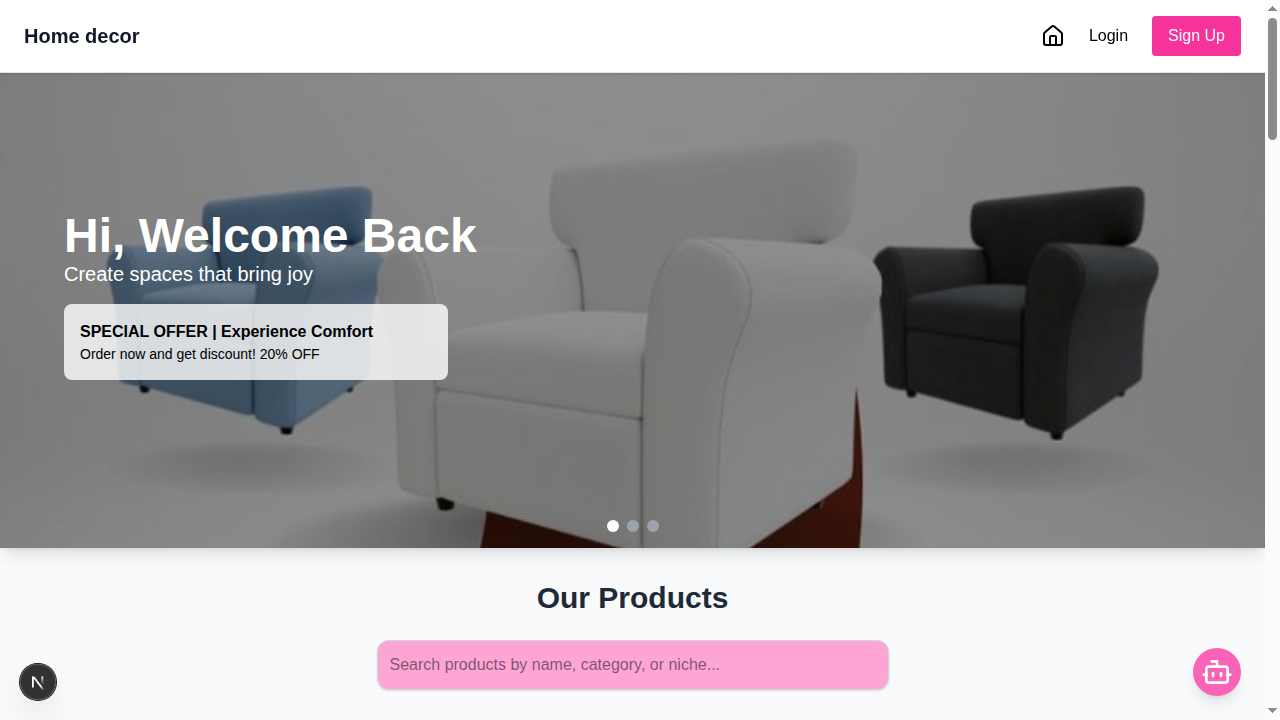 Home decor
Login
Sign Up
Hi, Welcome Back
Create spaces that bring joy
SPECIAL OFFER | Experience Comfort
Order now and get discount! 20% OFF
Our Products
Search products by name, category, or niche...
N